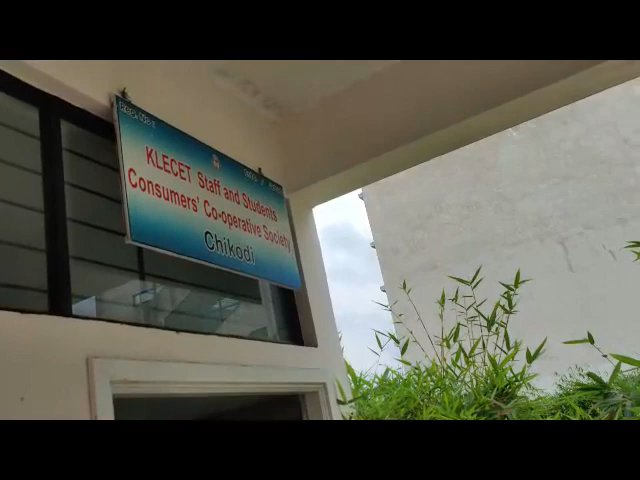 KLECET Staff and Students
Consumers' Co-operative Society
Chikodi